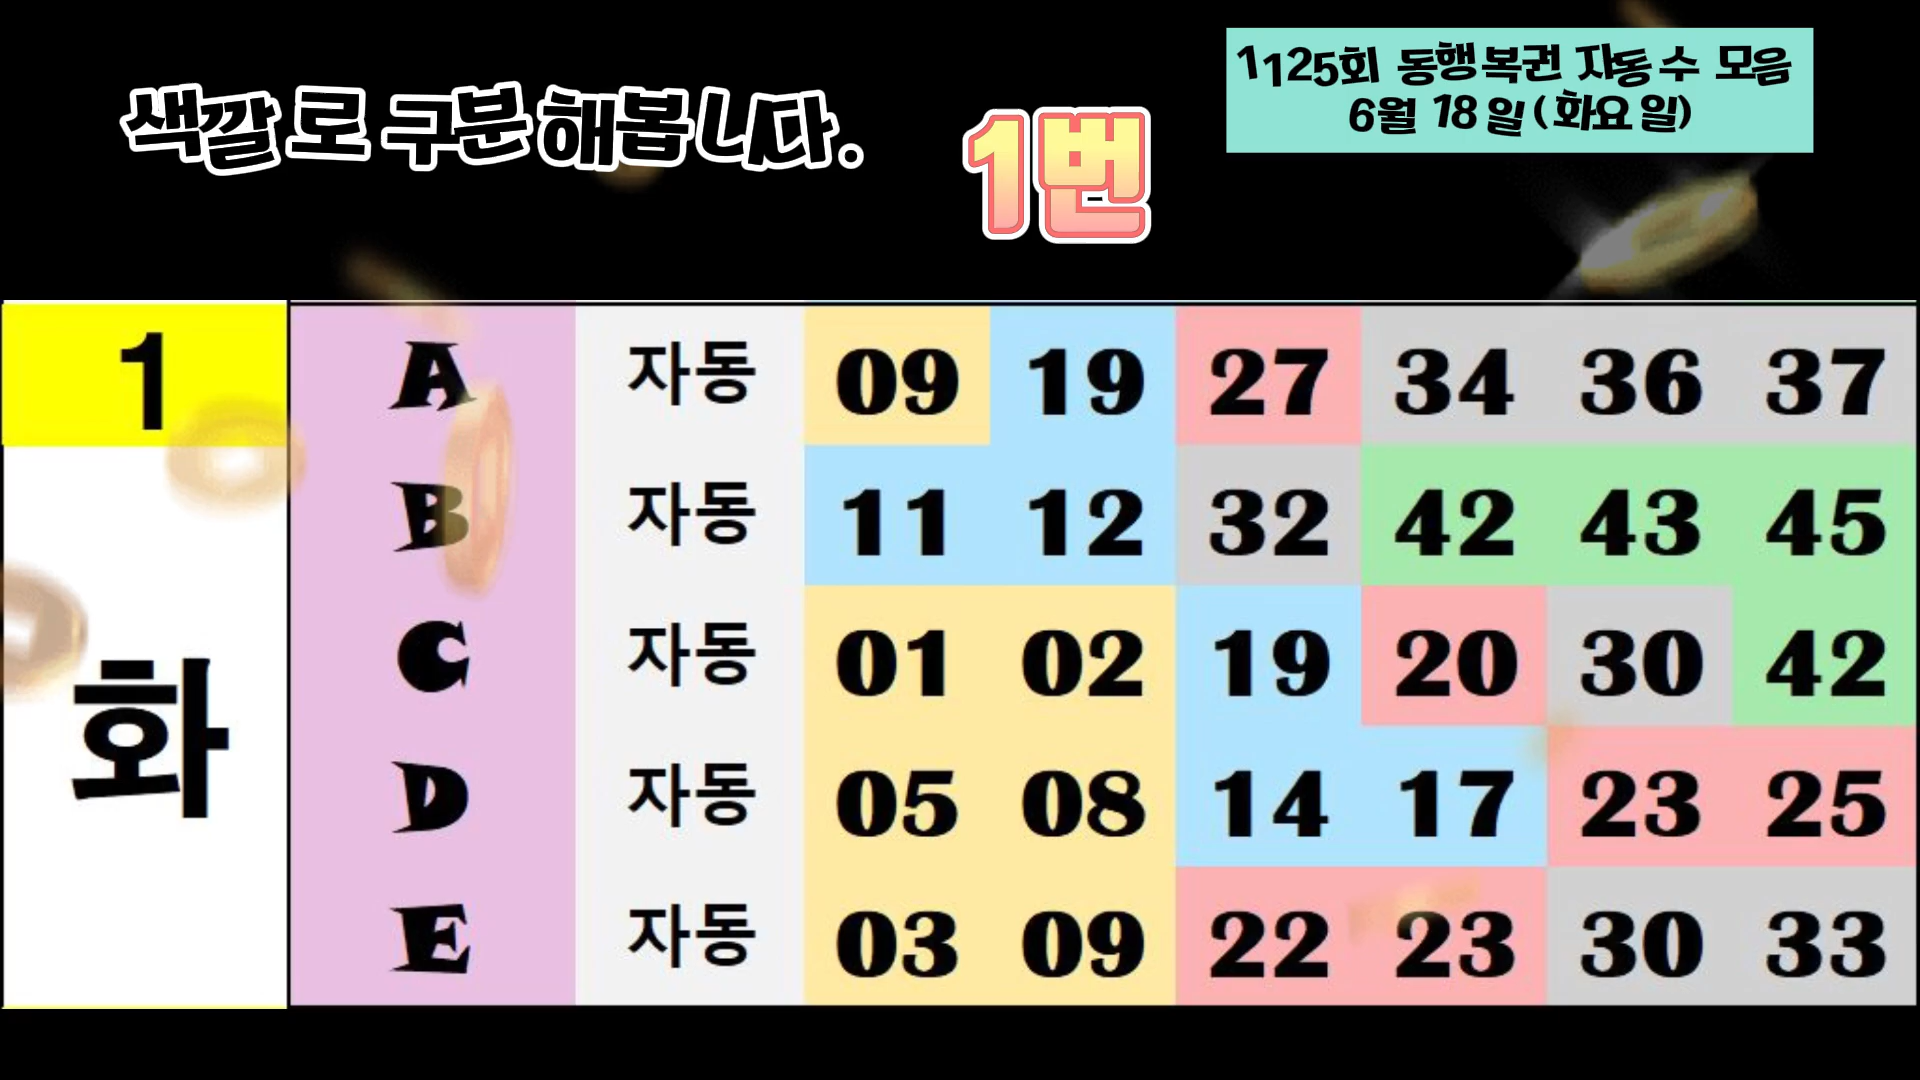 색깔로 구분해봅니다.
1번
1125회 동행복권 자동수 모음
6월 18일(화요일)
1
화
A 자동 09 19 27 34 36 37
B 자동 11 12 32 42 43 45
C 자동 01 02 19 20 30 42
D 자동 05 08 14 17 23 25
E 자동 03 09 22 23 30 33